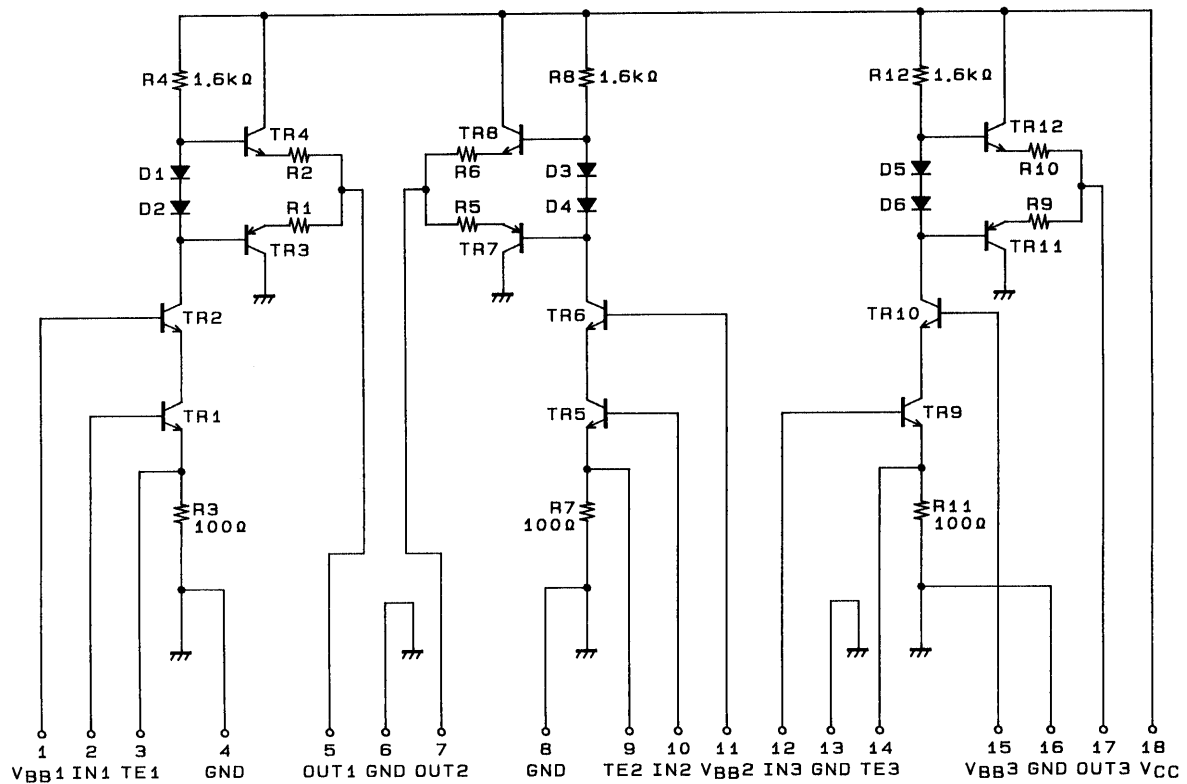 R4 1.6kΩ
R8 1.6kΩ
R12 1.6kΩ
TR4
TR8
TR12
D1
R2
R6
D3
D5
R10
D2
R1
R5
D4
D6
R9
TR3
TR7
TR11
TR2
TR6
TR10
TR1
TR5
TR9
R3
100Ω
R7
100Ω
R11
100Ω
1 2 3 4 5 6 7 8 9 10 11 12 13 14 15 16 17 18
VBB1 IN1 TE1 GND OUT1 GND OUT2 GND TE2 IN2 VBB2 IN3 GND TE3 VBB3 GND OUT3 VCC